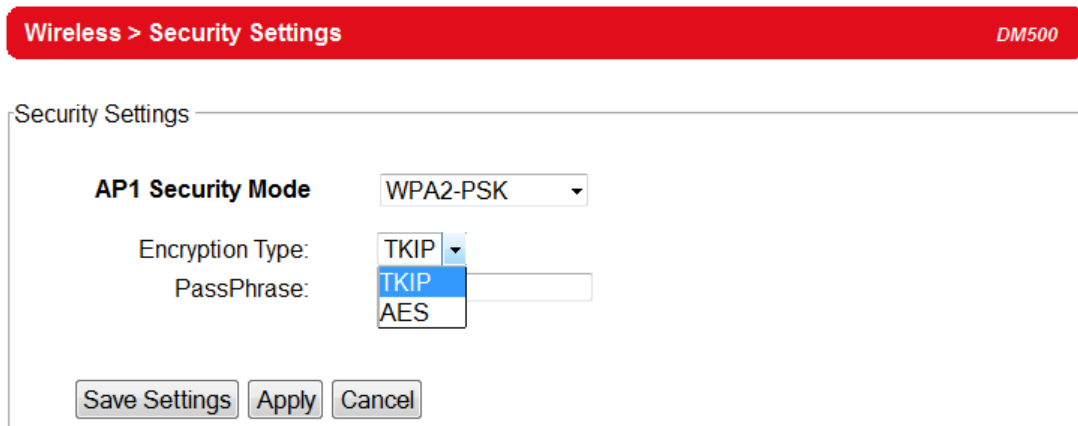 Wireless > Security Settings DM500
Security Settings
AP1 Security Mode WPA2-PSK
Encryption Type: TKIP
TKIP
PassPhrase:
AES
Save Settings Apply Cancel